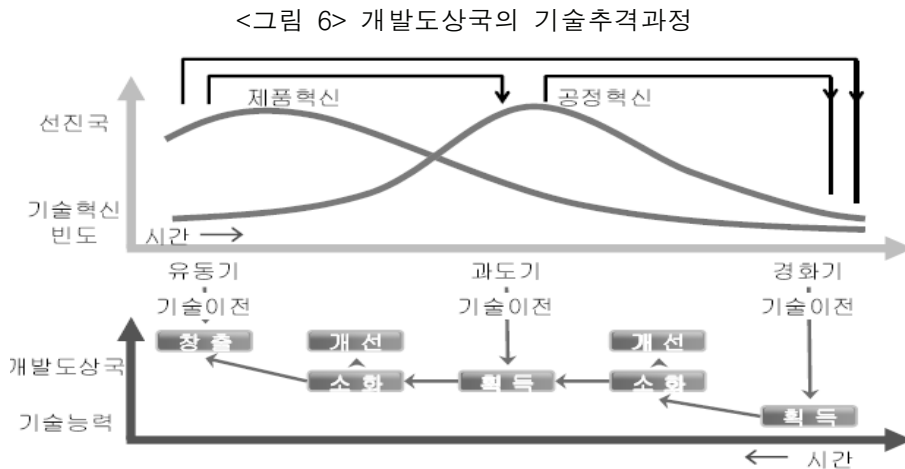 <그림 6> 개발도상국의 기술추격과정
제품혁신
공정혁신
선진국
기술혁신
빈도
시간 →
유동기
과도기
경화기
기술이전
기술이전
기술이전
창 출
개 선
개 선
개발도상국
소 화
획 득
소 화
기술능력
획 득
← 시간